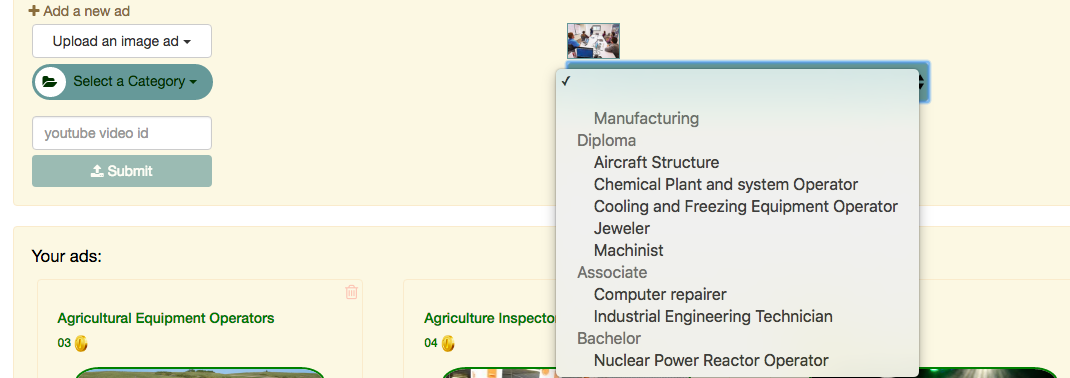 Add a new ad
Upload an image ad
Select a Category
youtube video id
Submit
✓
Manufacturing
Diploma
Aircraft Structure
Chemical Plant and system Operator
Cooling and Freezing Equipment Operator
Jeweler
Machinist
Associate
Computer repairer
Industrial Engineering Technician
Bachelor
Nuclear Power Reactor Operator
Your ads:
Agricultural Equipment Operators
03
Agriculture Inspecto
04